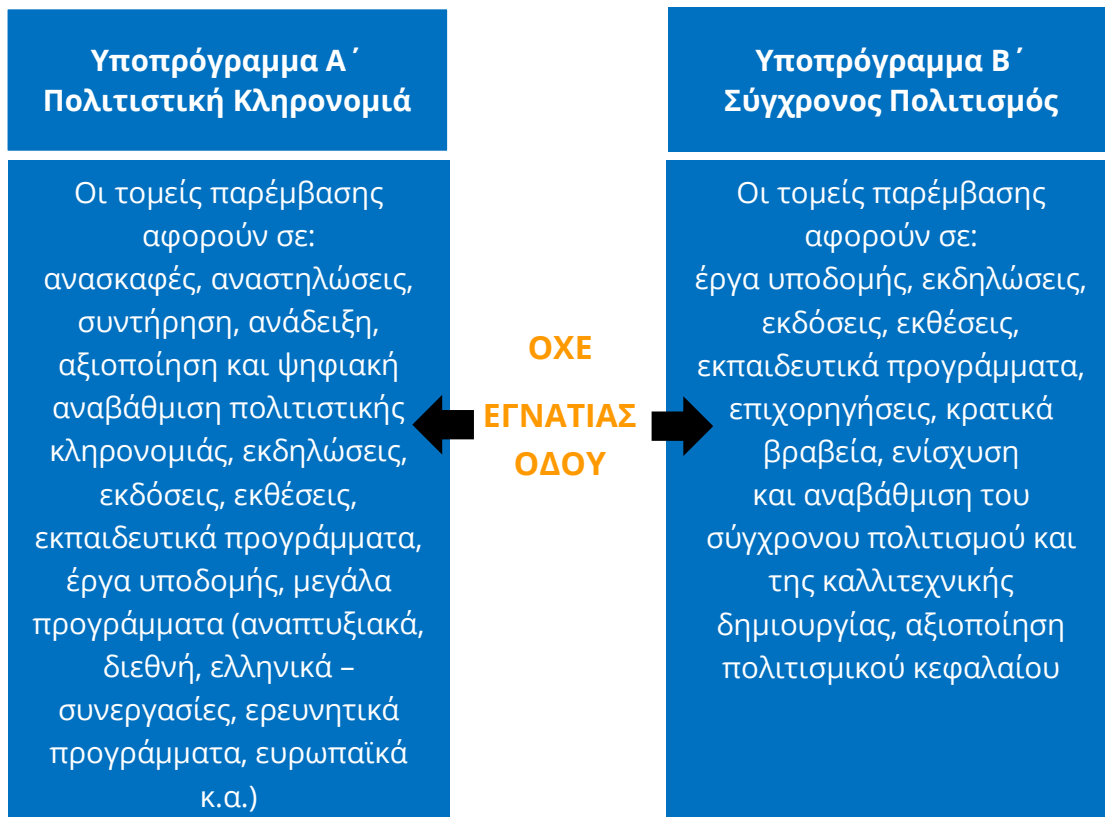 Υποπρόγραμμα Α΄
Πολιτιστική Κληρονομιά
Οι τομείς παρέμβασης
αφορούν σε:
ανασκαφές, αναστηλώσεις,
συντήρηση, ανάδειξη,
αξιοποίηση και ψηφιακή
αναβάθμιση πολιτιστικής
κληρονομιάς, εκδηλώσεις,
εκδόσεις, εκθέσεις,
εκπαιδευτικά προγράμματα,
έργα υποδομής, μεγάλα
προγράμματα (αναπτυξιακά,
διεθνή, ελληνικά –
συνεργασίες, ερευνητικά
προγράμματα, ευρωπαϊκά
κ.α.)
ΟΧΕ
ΕΓΝΑΤΙΑΣ
ΟΔΟΥ
Υποπρόγραμμα Β΄
Σύγχρονος Πολιτισμός
Οι τομείς παρέμβασης
αφορούν σε:
έργα υποδομής, εκδηλώσεις,
εκδόσεις, εκθέσεις,
εκπαιδευτικά προγράμματα,
επιχορηγήσεις, κρατικά
βραβεία, ενίσχυση
και αναβάθμιση του
σύγχρονου πολιτισμού και
της καλλιτεχνικής
δημιουργίας, αξιοποίηση
πολιτισμικού κεφαλαίου